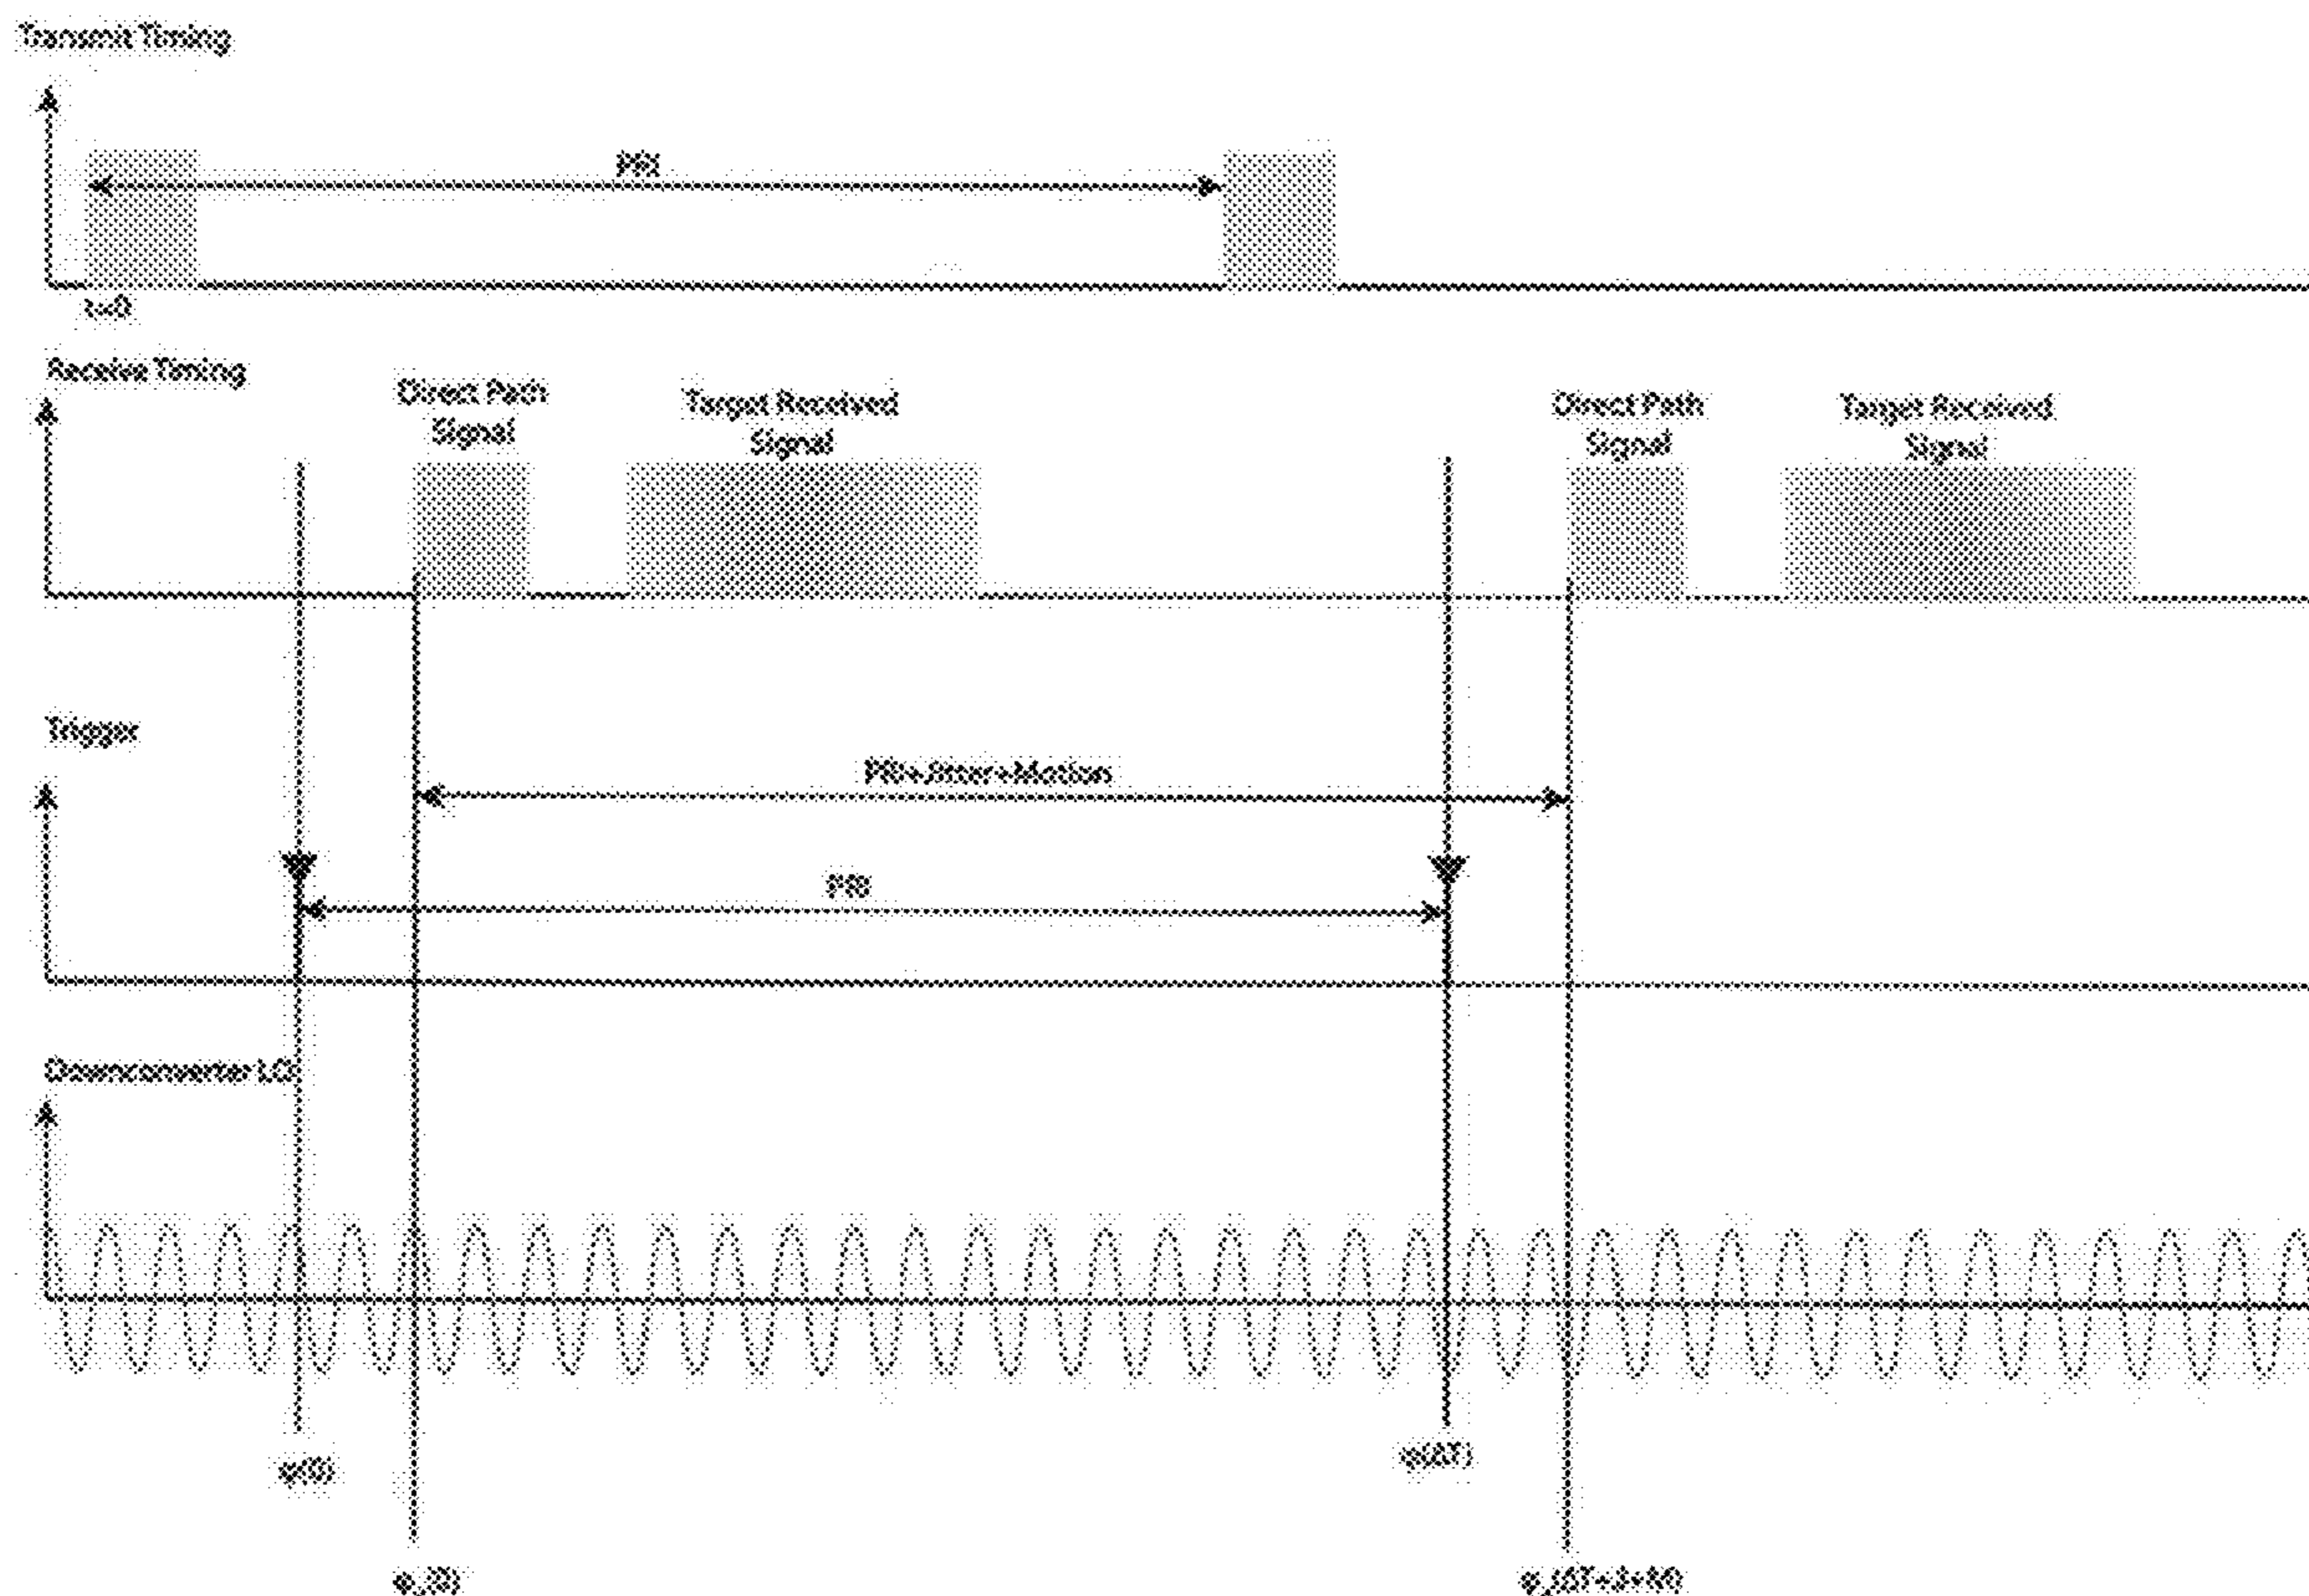 Transmit Timing
PRI
t=0
Receive Timing
Direct Path
Signal
Target Received
Signal
Direct Path
Signal
Target Received
Signal
Trigger
PRI+Jitter+Motion
PRI
Downconverter LO
φ(0)
φ(ΔT)